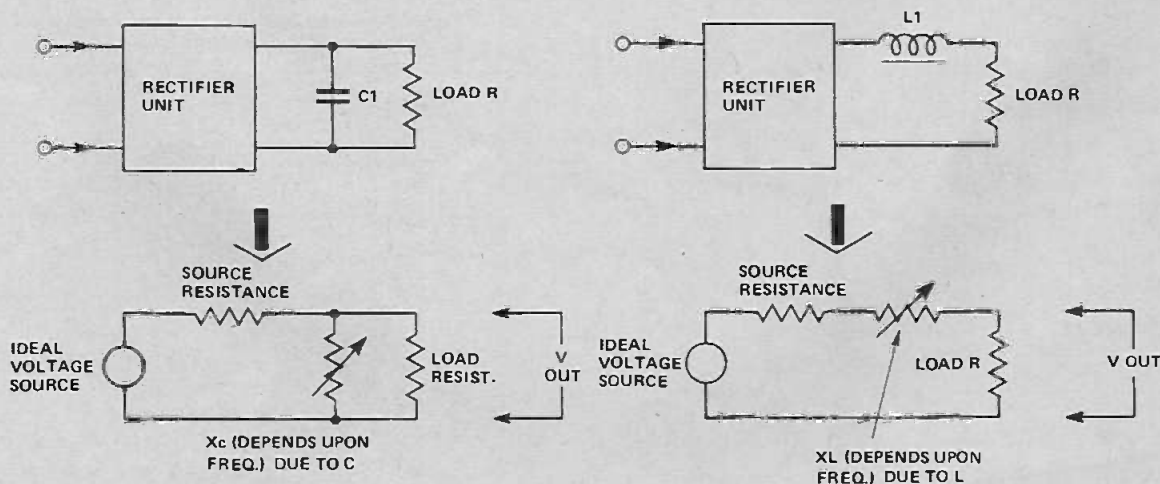 RECTIFIER
UNIT
C1
LOAD R
L1
RECTIFIER
UNIT
LOAD R
SOURCE
RESISTANCE
IDEAL
VOLTAGE
SOURCE
LOAD
RESIST.
V
OUT
Xc (DEPENDS UPON
FREQ.) DUE TO C
SOURCE
RESISTANCE
IDEAL
VOLTAGE
SOURCE
LOAD R
V OUT
XL (DEPENDS UPON
FREQ.) DUE TO L